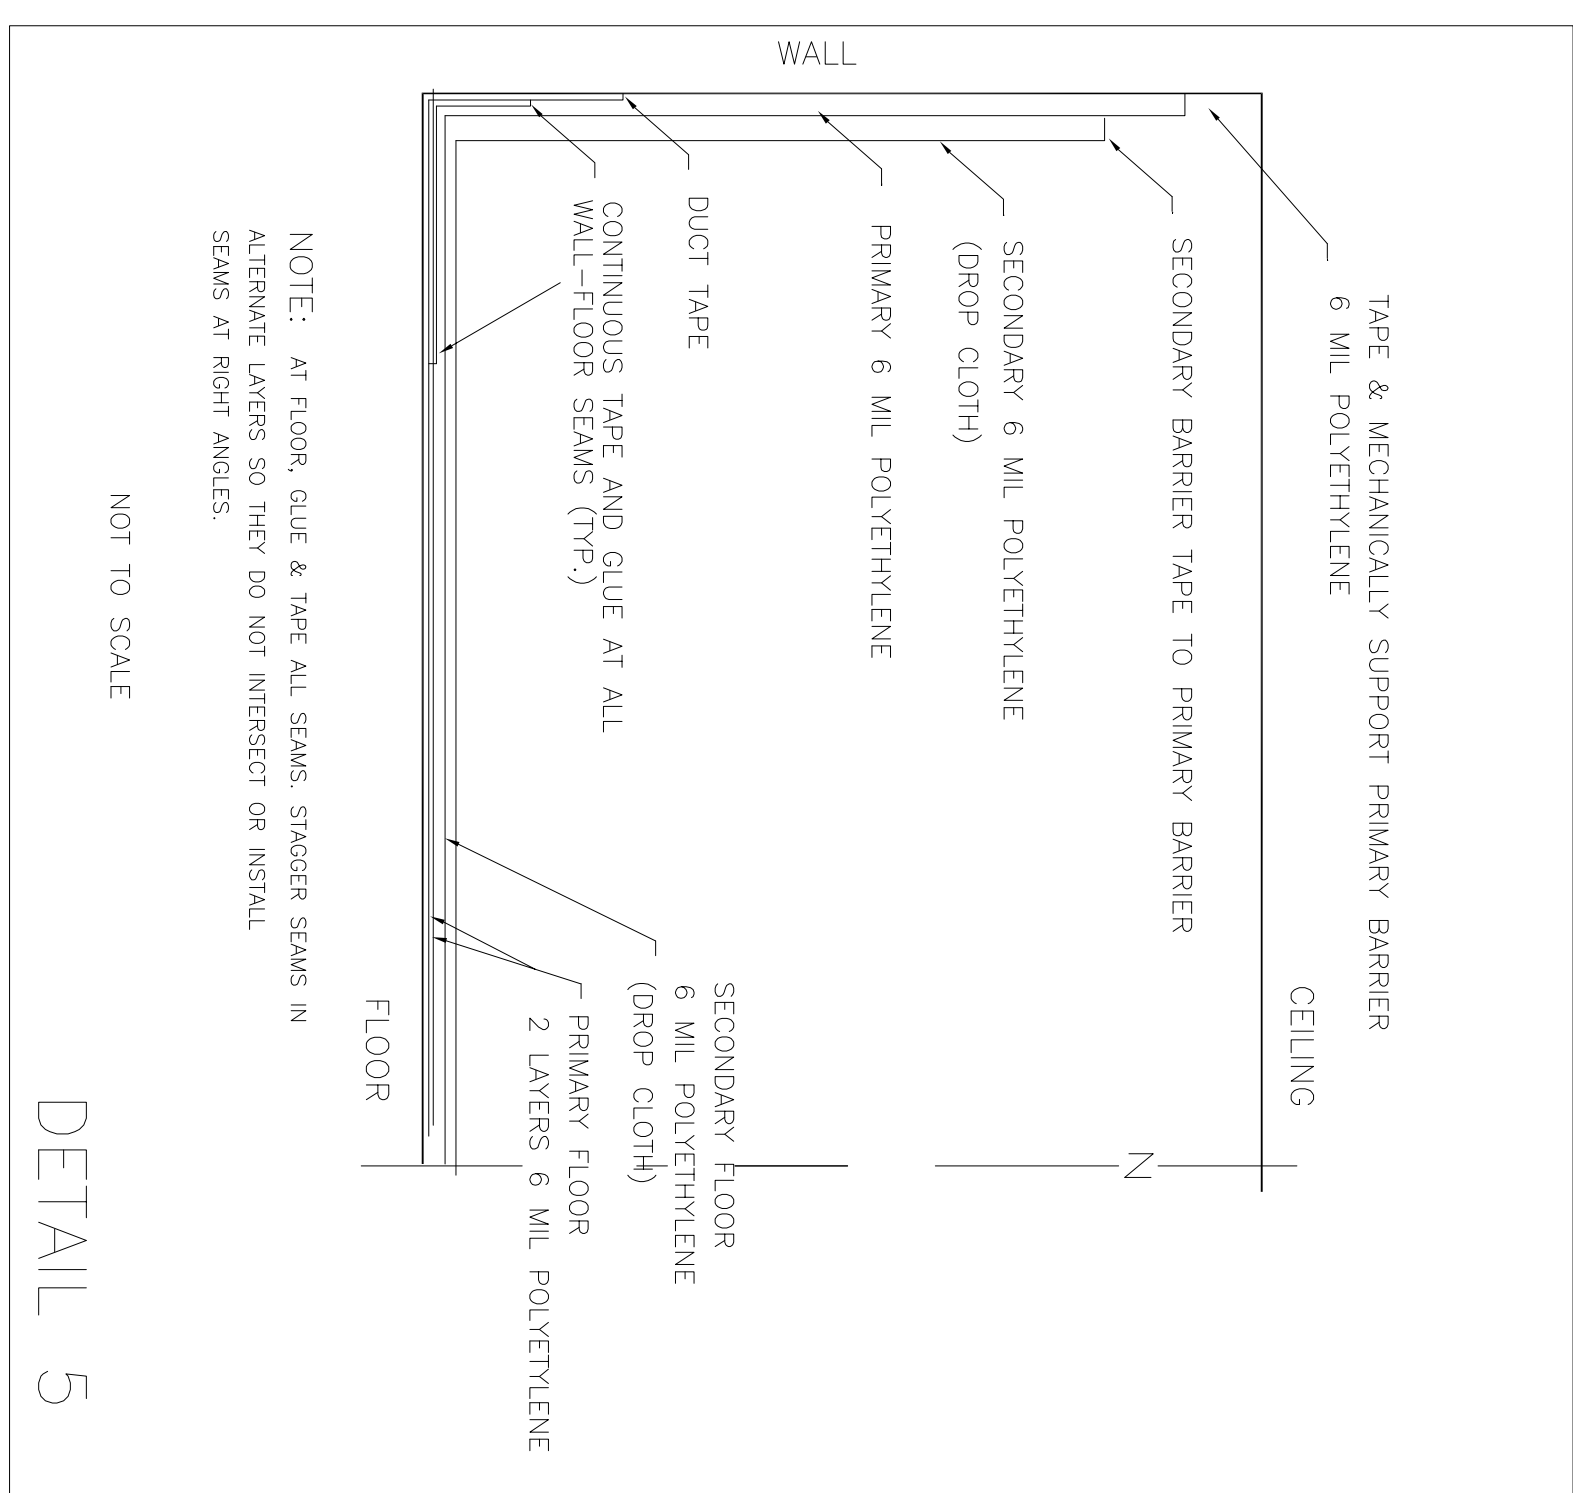 WALL
TAPE & MECHANICALLY SUPPORT PRIMARY BARRIER
6 MIL POLYETHYLENE
CEILING
SECONDARY BARRIER TAPE TO PRIMARY BARRIER
SECONDARY 6 MIL POLYETHYLENE
(DROP CLOTH)
PRIMARY 6 MIL POLYETHYLENE
DUCT TAPE
CONTINUOUS TAPE AND GLUE AT ALL
WALL-FLOOR SEAMS (TYP.)
SECONDARY FLOOR
6 MIL POLYETHYLENE
(DROP CLOTH)
PRIMARY FLOOR
2 LAYERS 6 MIL POLYETYLENE
FLOOR
NOTE: AT FLOOR, GLUE & TAPE ALL SEAMS. STAGGER SEAMS IN
ALTERNATE LAYERS SO THEY DO NOT INTERSECT OR INSTALL
SEAMS AT RIGHT ANGLES.
NOT TO SCALE
DETAIL 5